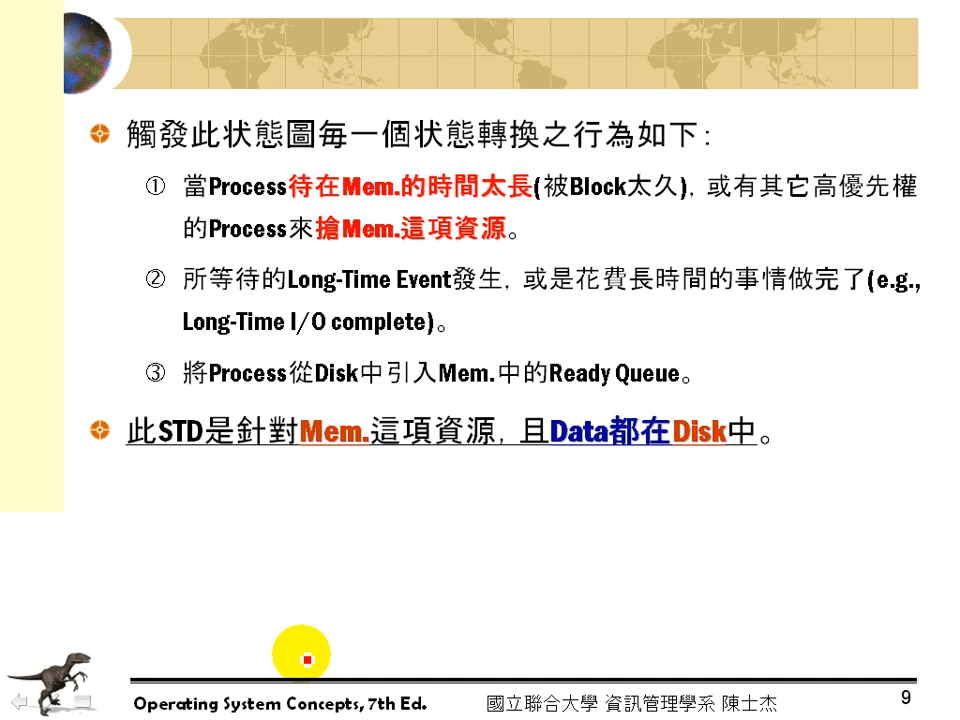 觸發此状態圖每一個状態轉換之行為如下：
① 當Process待在Mem.的時間太長(被Block太久)，或有其它高優先權
的Process來搶Mem.這項資源。
② 所等待的Long-Time Event發生，或是花費長時間的事情做完了(e.g.,
Long-Time I/O complete)。
③ 將Process從Disk中引入Mem.中的Ready Queue。
此STD是針對Mem.這項資源，且Data都在Disk中。
Operating System Concepts, 7th Ed. 國立聯合大學 資訊管理學系 陳士杰 9